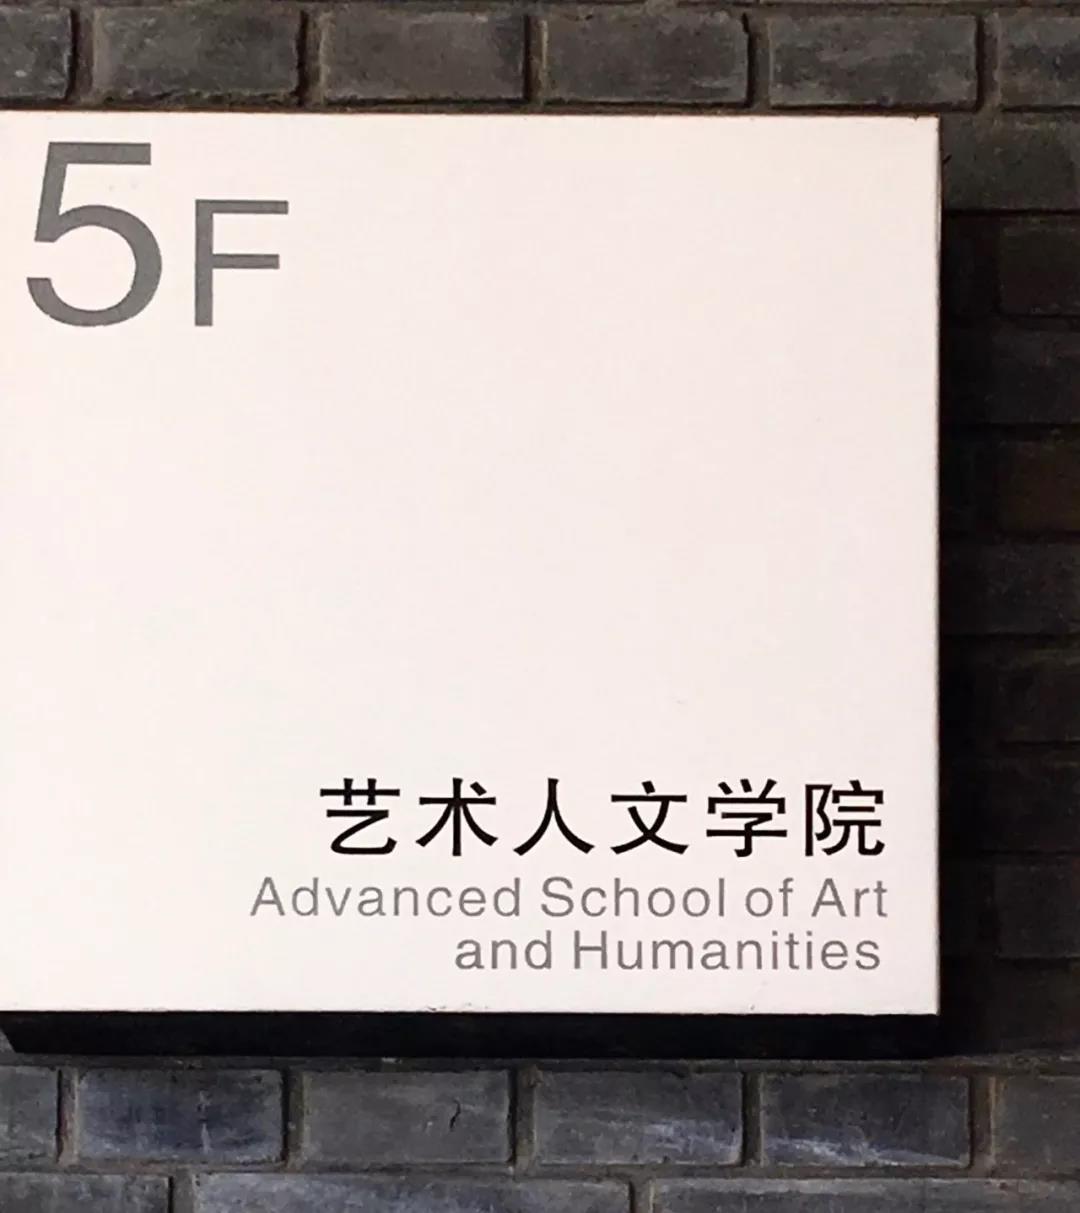 5F
艺术人文学院
Advanced School of Art
and Humanities